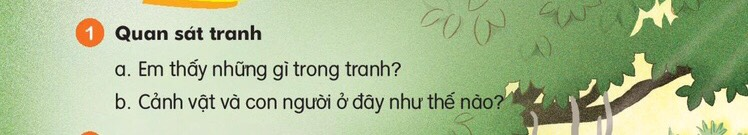 1 Quan sát tranh
a. Em thấy những gì trong tranh?
b. Cảnh vật và con người ở đây như thế nào?